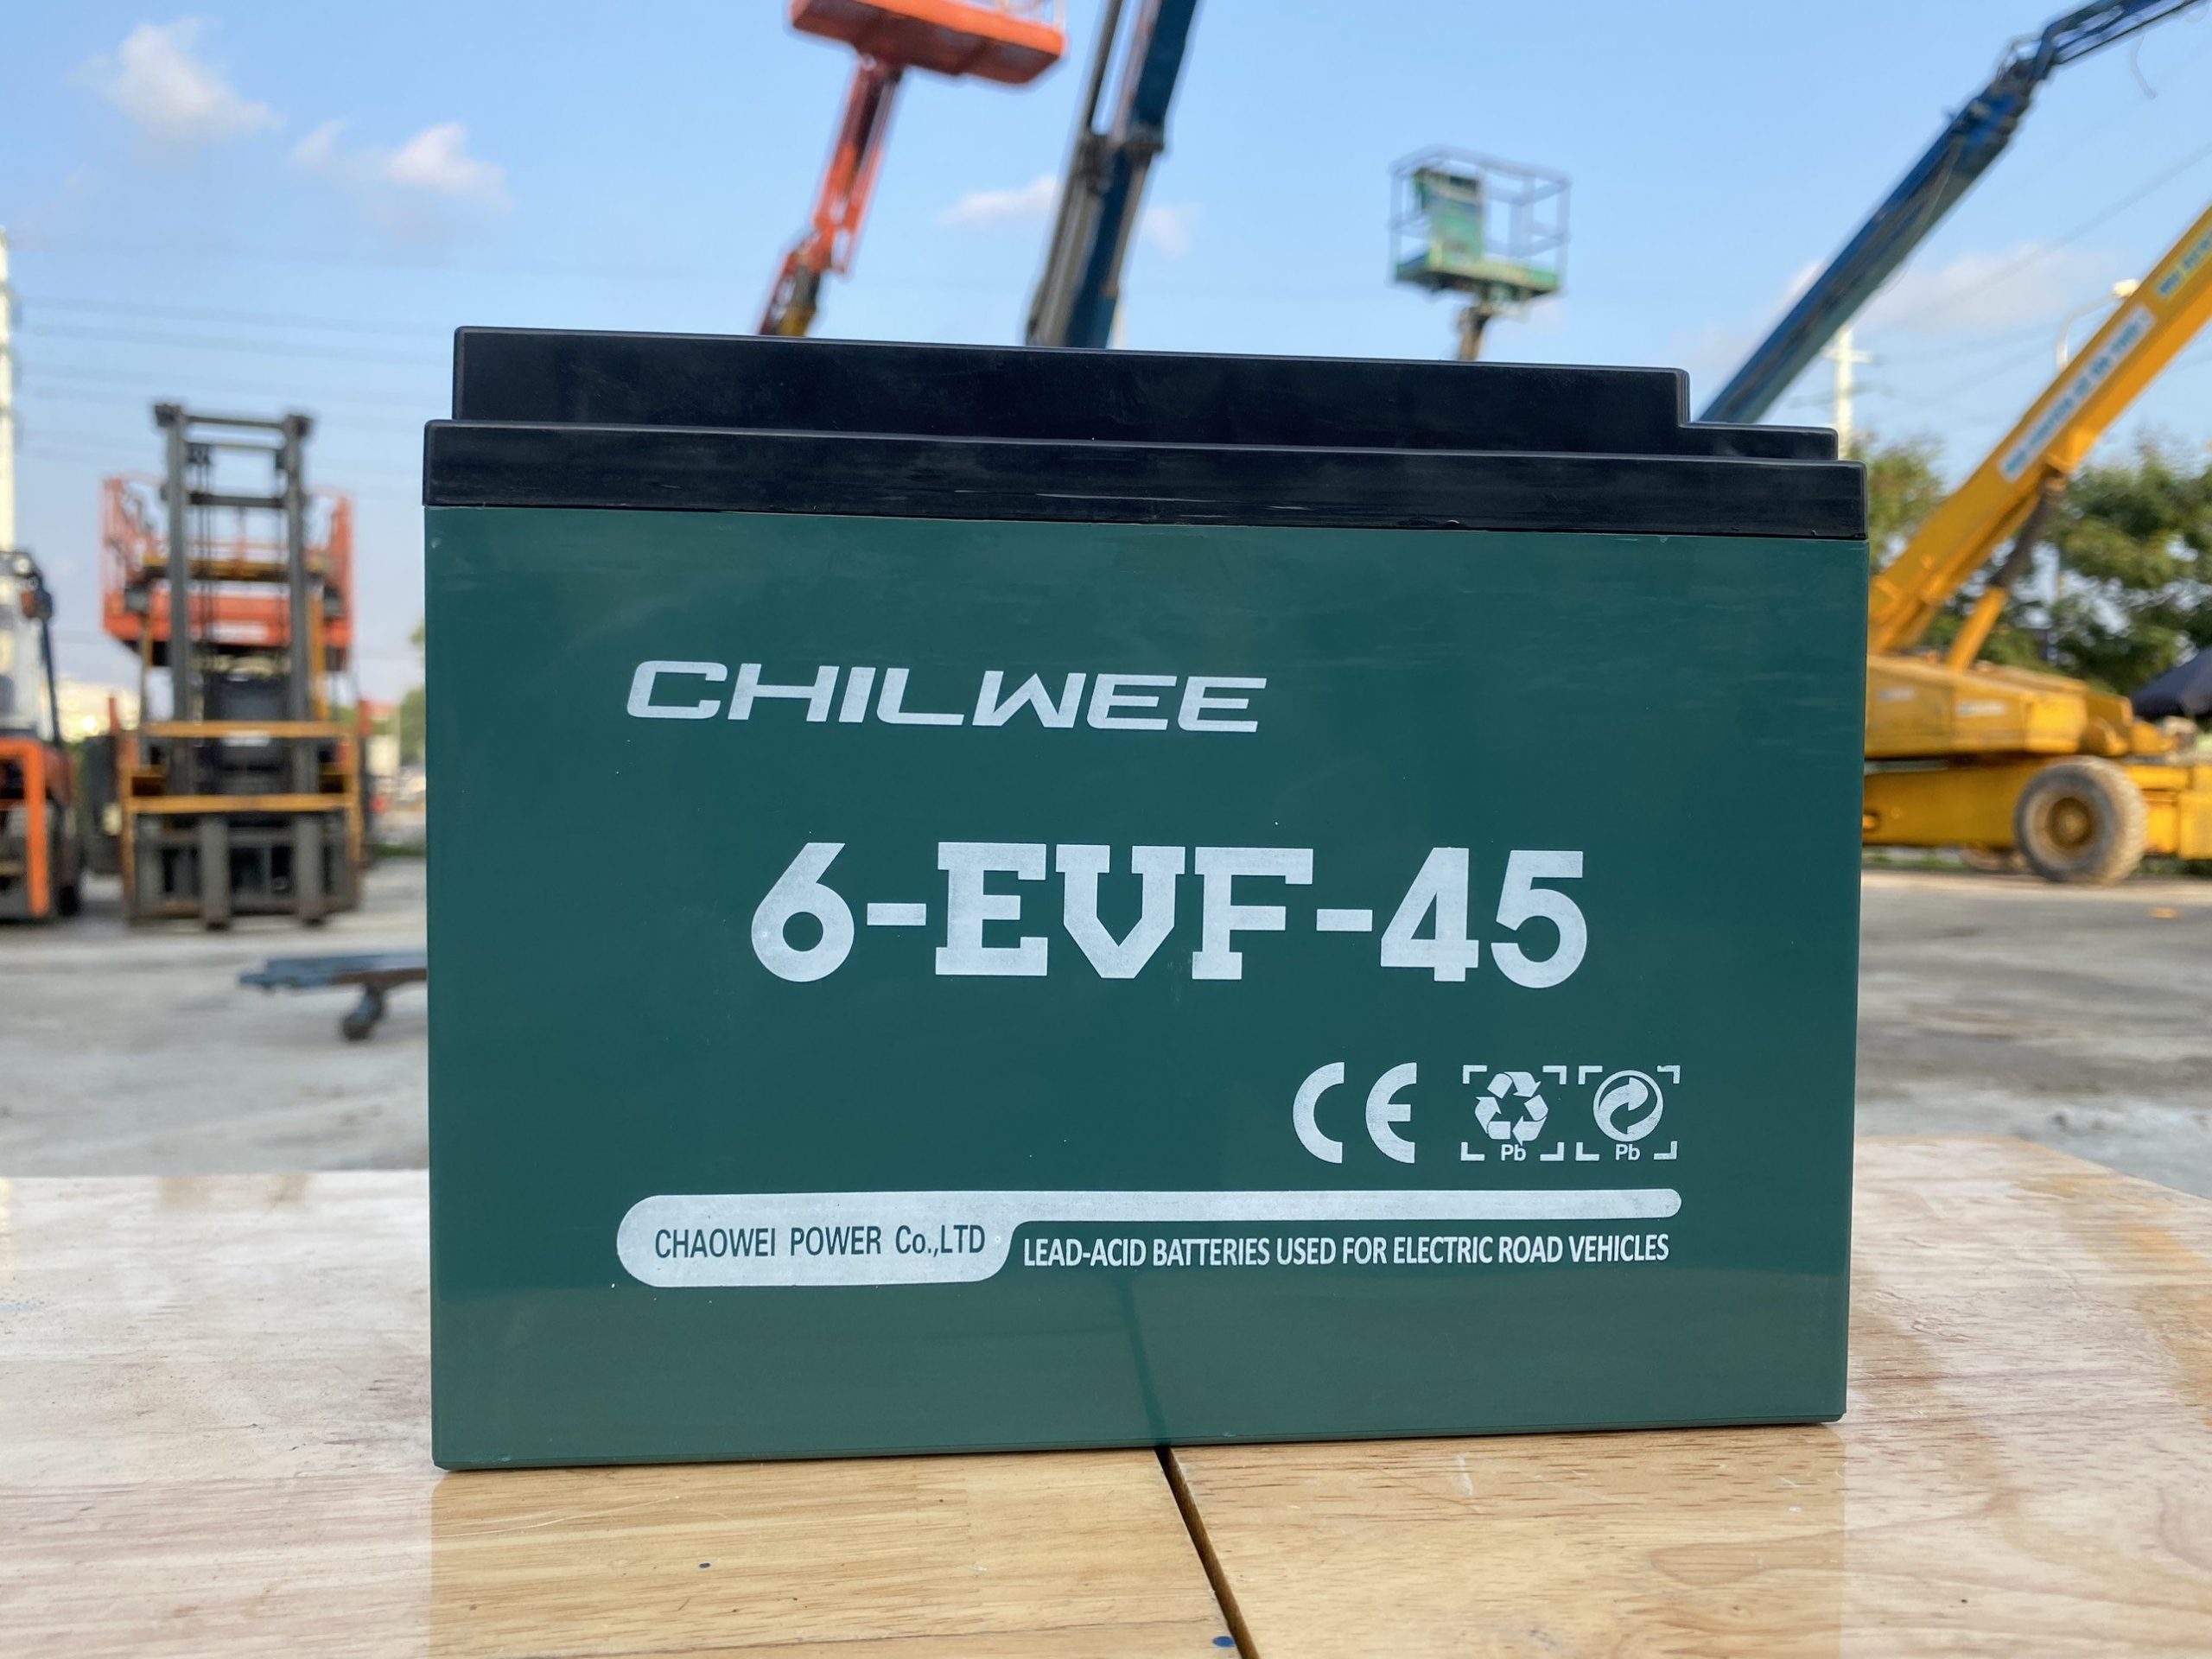 CHILWEE
6-EVF-45
CE
Pb
Pb
CHAOWEI POWER Co.,LTD
LEAD-ACID BATTERIES USED FOR ELECTRIC ROAD VEHICLES